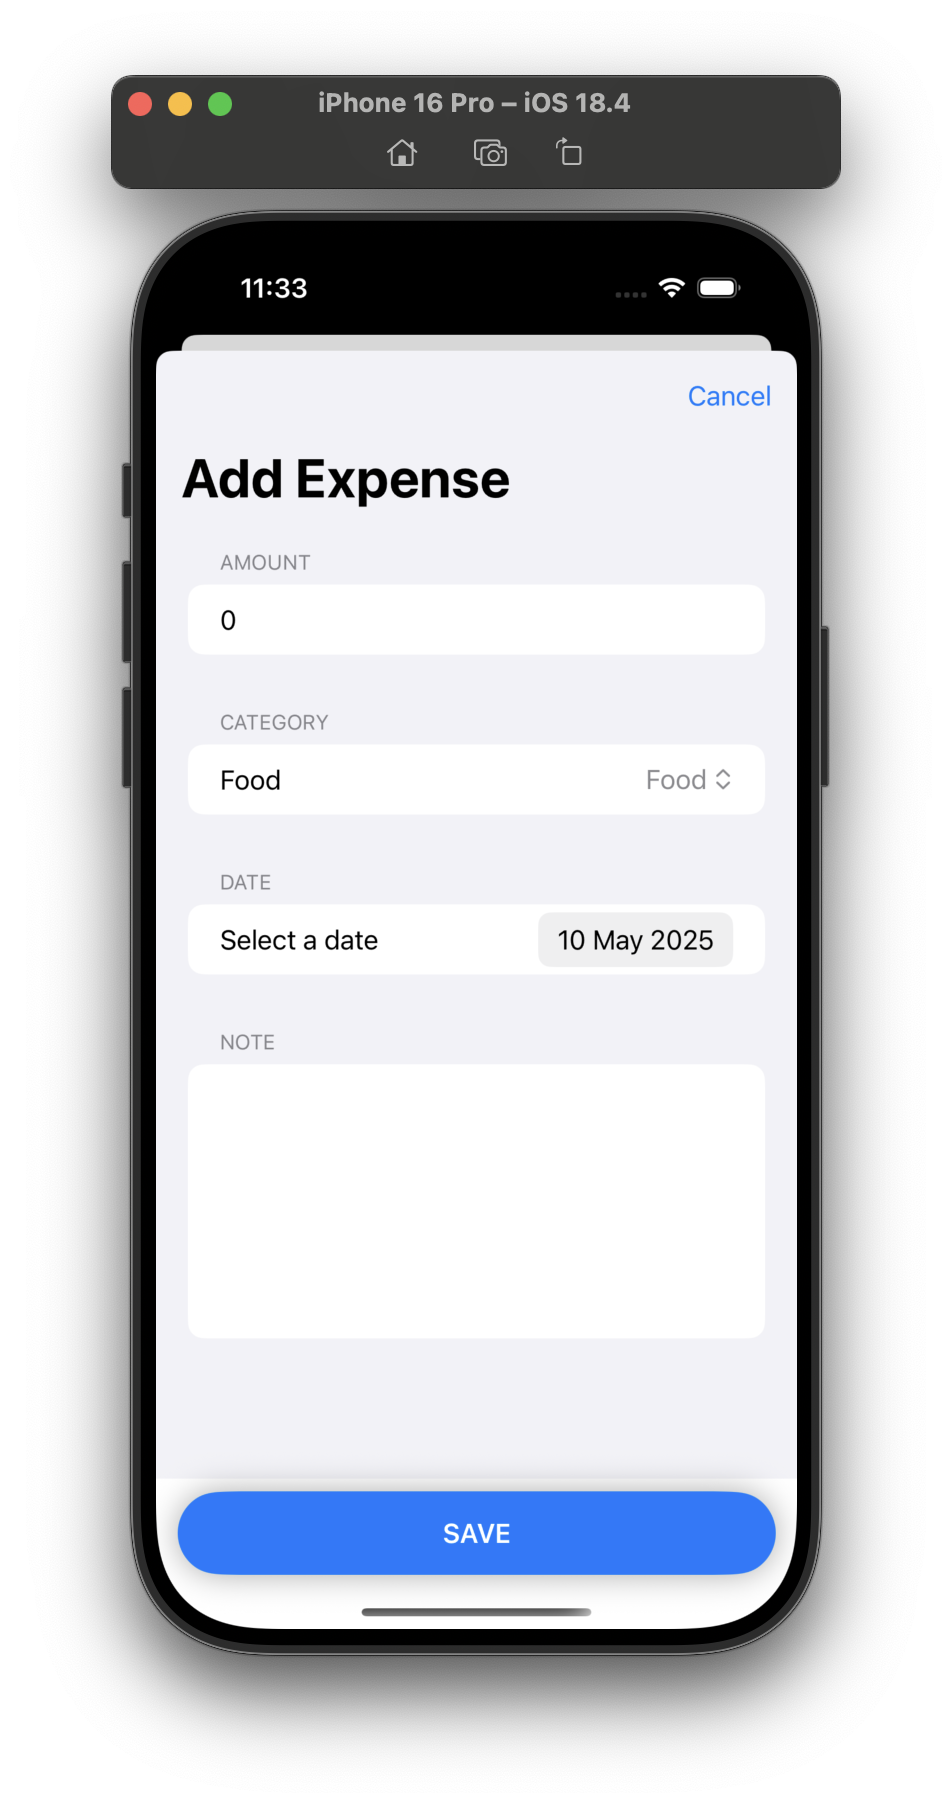 iPhone 16 Pro – iOS 18.4
11:33
Cancel
Add Expense
AMOUNT
0
CATEGORY
Food Food
DATE
Select a date 10 May 2025
NOTE
SAVE